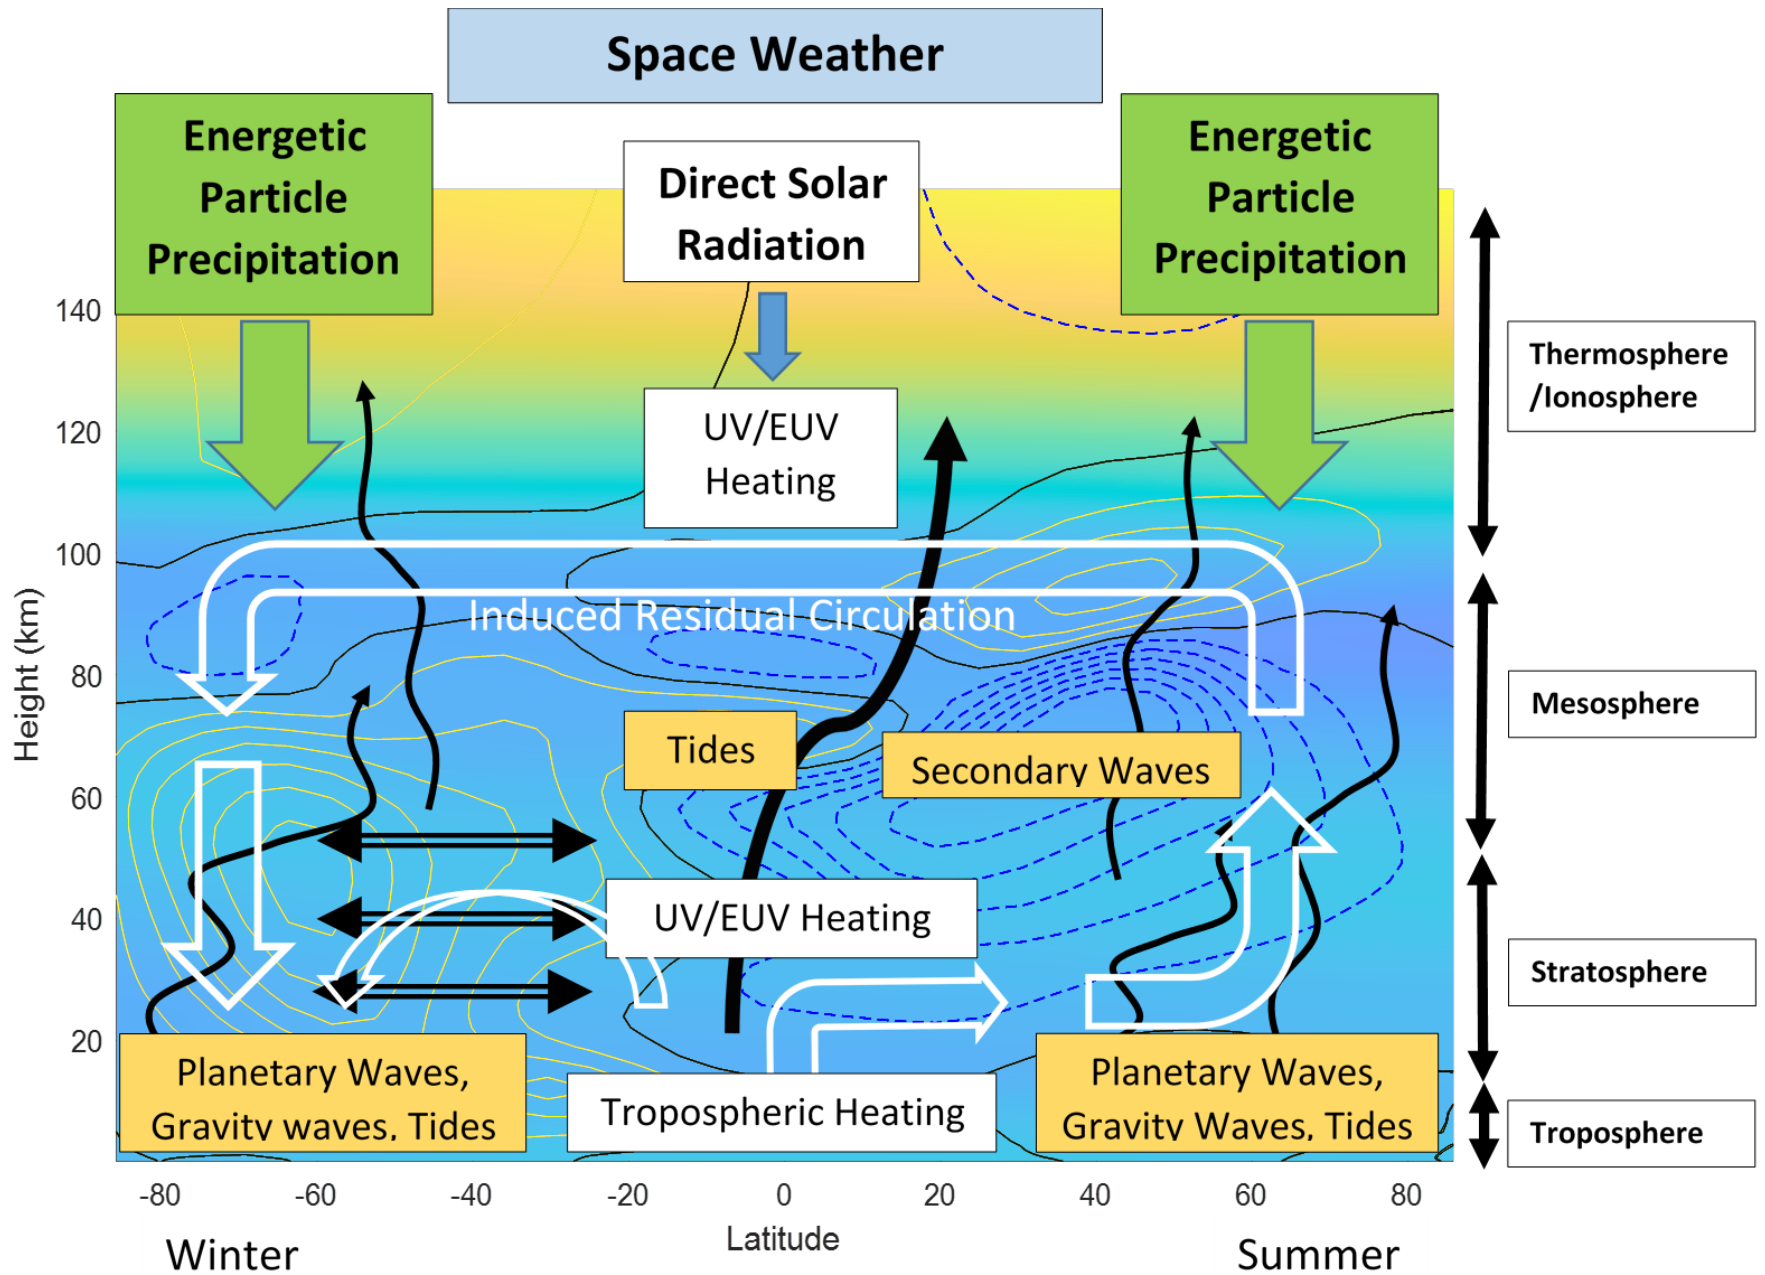 Space Weather
Energetic
Particle
Precipitation
Direct Solar
Radiation
Energetic
Particle
Precipitation
UV/EUV
Heating
Induced Residual Circulation
Tides
Secondary Waves
UV/EUV Heating
Planetary Waves,
Gravity waves, Tides
Tropospheric Heating
Planetary Waves,
Gravity Waves, Tides
Thermosphere
/Ionosphere
Mesosphere
Stratosphere
Troposphere
Height (km)
140
120
100
80
60
40
20
-80 -60 -40 -20 0 20 40 60 80
Latitude
Winter
Summer